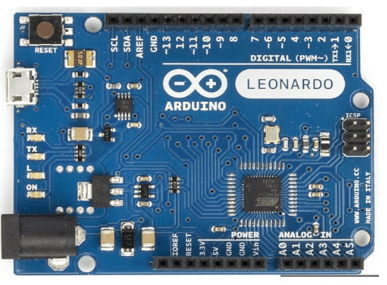 RESET
SCL
SDA
AREF
GND
~13
12
~11
~10
~9
~8
7
~6
~5
4
~3
2
TX→1
RX←0
DIGITAL (PWM~)
ARDUINO
LEONARDO
ICSP
RX
TX
ON
WWW.ARDUINO.CC
MADE IN ITALY
POWER
ANALOG IN
IOREF
RESET
3.3V
5V
GND
GND
Vin
A0
A1
A2
A3
A4
A5